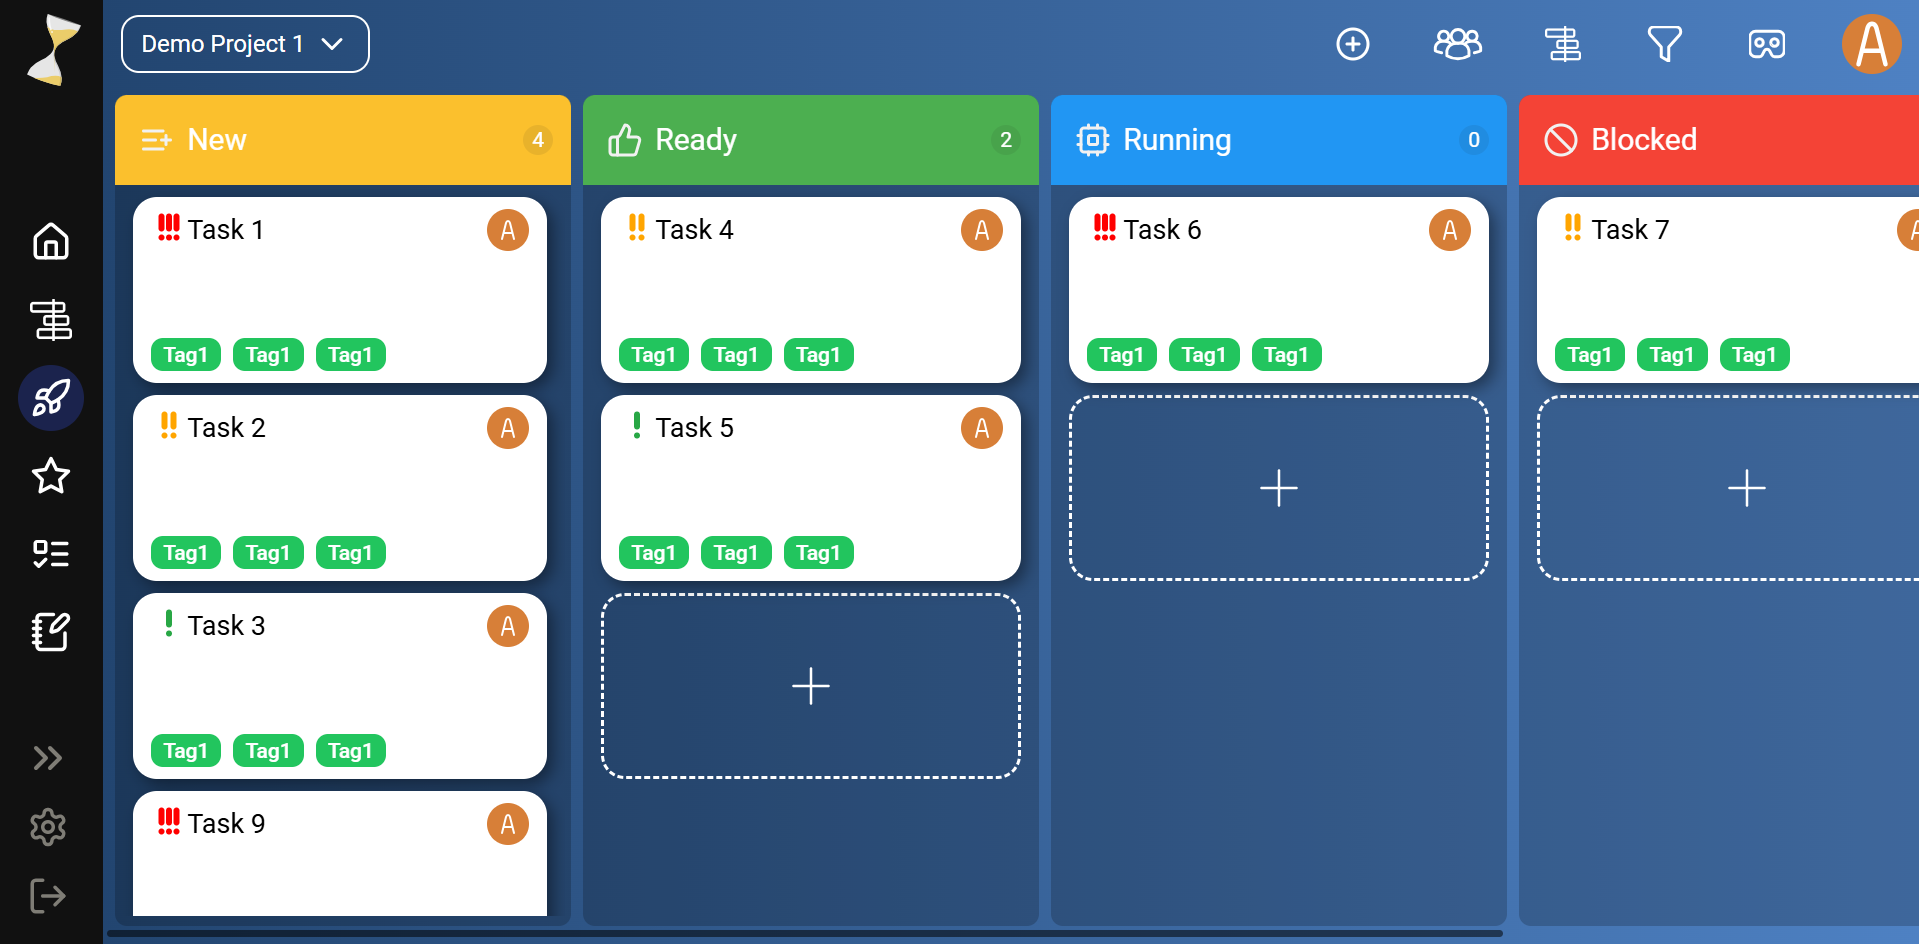 Demo Project 1
A
New 4
Task 1 A
Tag1 Tag1 Tag1
Task 2 A
Tag1 Tag1 Tag1
Task 3 A
Tag1 Tag1 Tag1
Task 9 A
Ready 2
Task 4 A
Tag1 Tag1 Tag1
Task 5 A
Tag1 Tag1 Tag1
Running 0
Task 6 A
Tag1 Tag1 Tag1
Blocked
Task 7 A
Tag1 Tag1 Tag1